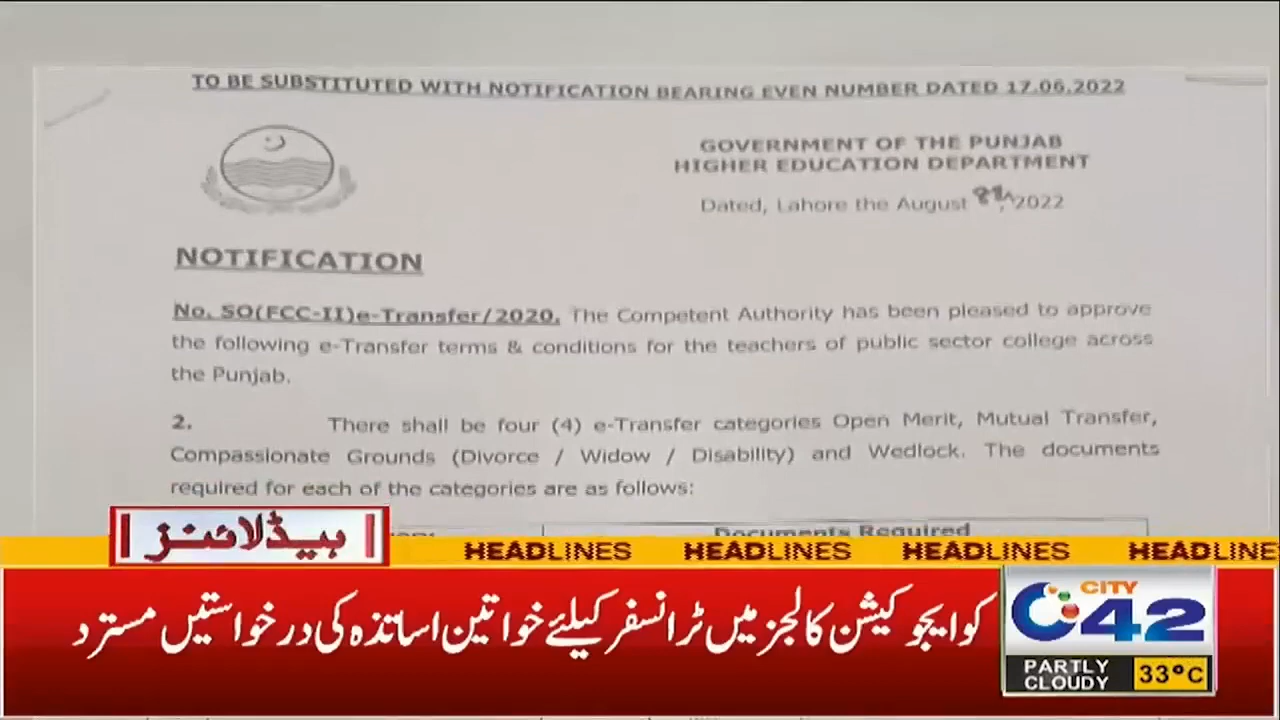 TO BE SUBSTITUTED WITH NOTIFICATION BEARING EVEN NUMBER DATED 17.06.2022
GOVERNMENT OF THE PUNJAB
HIGHER EDUCATION DEPARTMENT
Dated, Lahore the August 2022
NOTIFICATION
No. SO(FCC-II)e-Transfer/2020. The Competent Authority has been pleased to approve
the following e-Transfer terms & conditions for the teachers of public sector college across
the Punjab.
2. There shall be four (4) e-Transfer categories Open Merit, Mutual Transfer,
Compassionate Grounds (Divorce / Widow / Disability) and Wedlock. The documents
required for each of the categories are as follows:
Documents Required
ہیڈلائنز
HEADLINES HEADLINES HEADLINES HEADLINE
کو ایجوکیشن کالجز میں ٹرانسفر کیلئے خواتین اساتذہ کی درخواستیں مسترد
CITY
42
PARTLY
CLOUDY
33°C